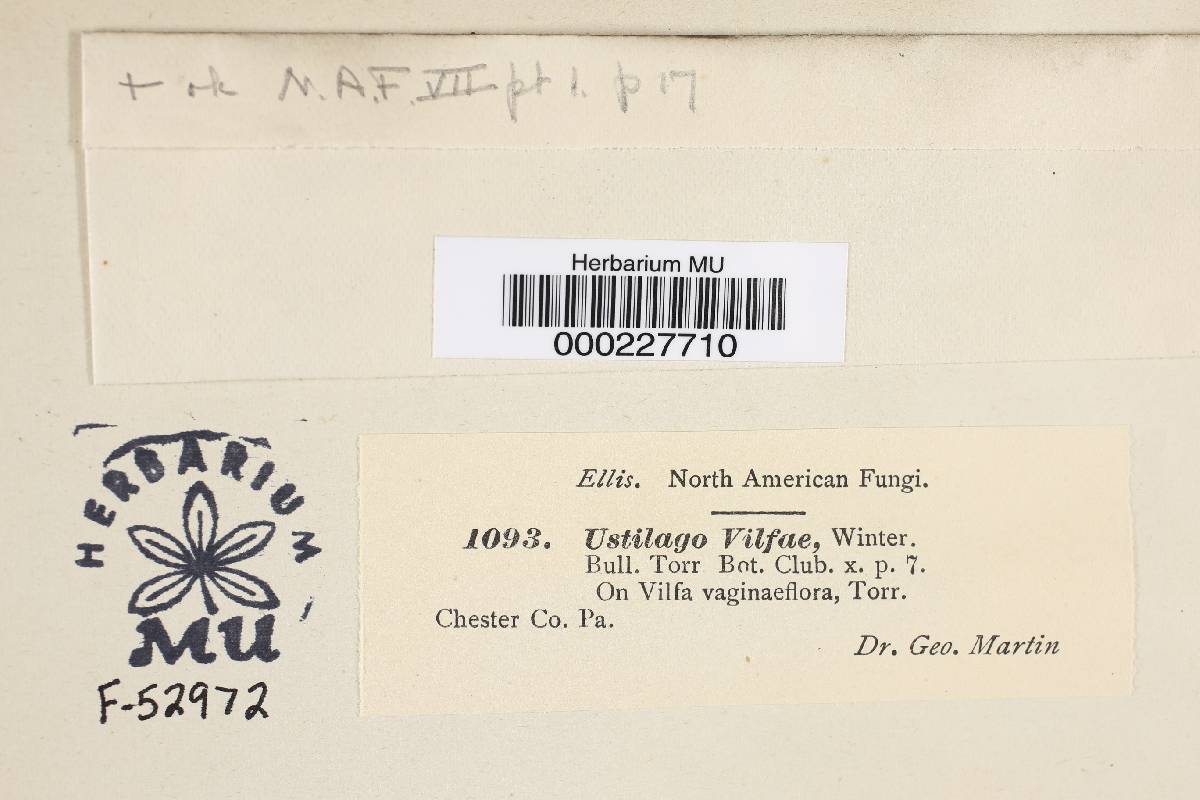 + ok N.A.F. VII pt 1. p 17
Herbarium MU
000227710
HERBARIUM
MU
F-52972
Ellis. North American Fungi.
1093. Ustilago Vilfae, Winter.
Bull. Torr Bot. Club. x. p. 7.
On Vilfa vaginaeflora, Torr.
Chester Co. Pa.
Dr. Geo. Martin